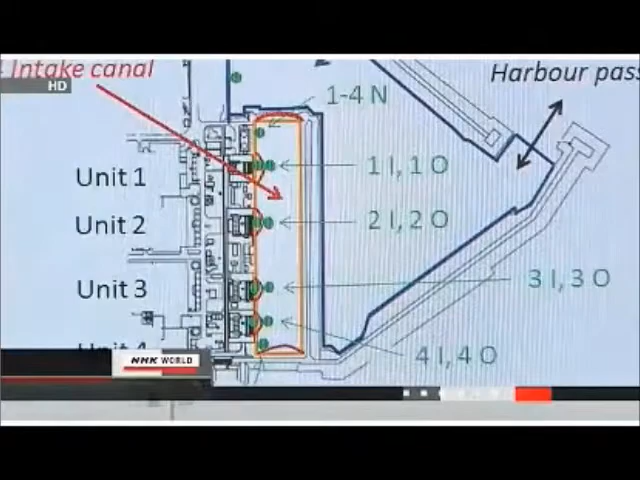 Intake canal
Harbour pass
HD
1-4 N
Unit 1
1 I, 1 O
Unit 2
2 I, 2 O
Unit 3
3 I, 3 O
4 I, 4 O
NHK WORLD